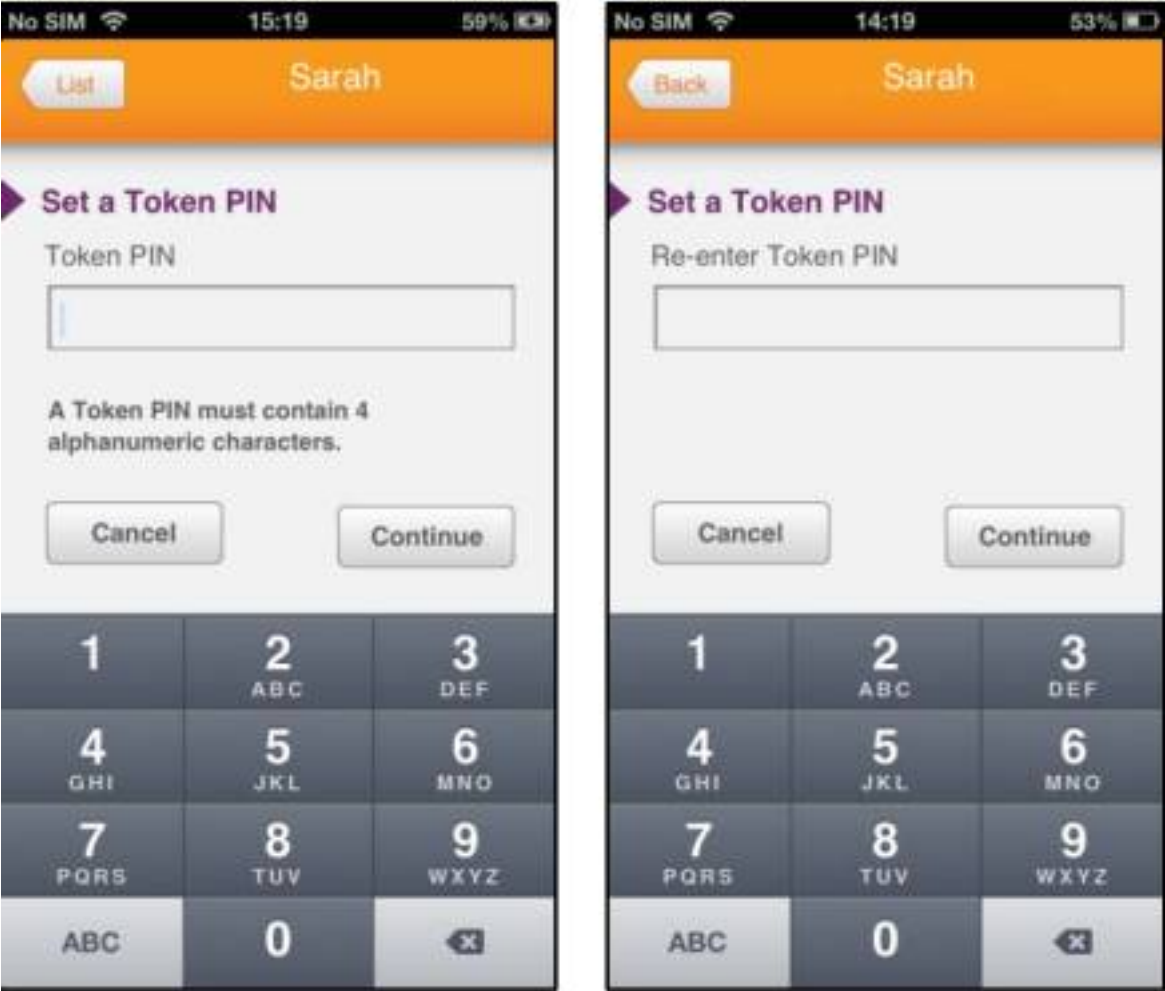 No SIM 15:19 59%
List Sarah
Set a Token PIN
Token PIN
A Token PIN must contain 4
alphanumeric characters.
Cancel Continue
1 2 3
ABC DEF
4 5 6
GHI JKL MNO
7 8 9
PQRS TUV WXYZ
ABC 0
No SIM 14:19 53%
Back Sarah
Set a Token PIN
Re-enter Token PIN
Cancel Continue
1 2 3
ABC DEF
4 5 6
GHI JKL MNO
7 8 9
PQRS TUV WXYZ
ABC 0